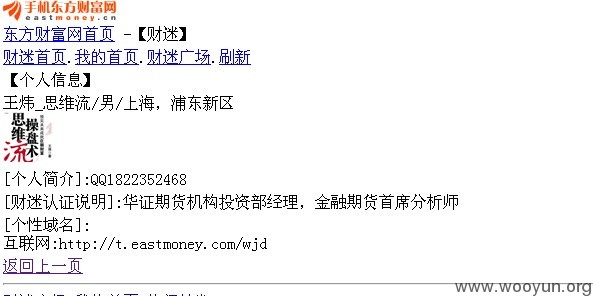 手机东方财富网
eastmoney.com
东方财富网首页 -【财迷】
财迷首页.我的首页.财迷广场.刷新
【个人信息】
王炜_思维流/男/上海，浦东新区
思维流
操盘术
[个人简介]:QQ1822352468
[财迷认证说明]:华证期货机构投资部经理，金融期货首席分析师
[个性域名]:
互联网:http://t.eastmoney.com/wjd
返回上一页
www.wooyun.org